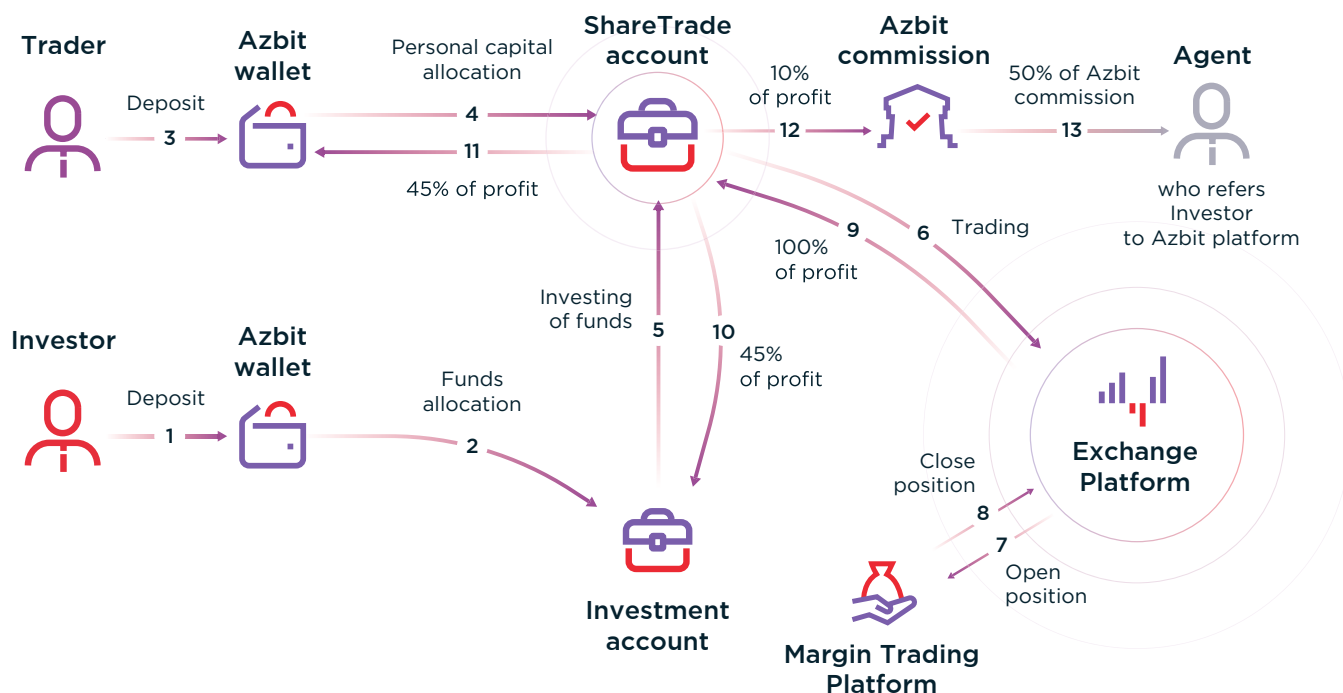 Trader
Azbit
wallet
Deposit
3
Personal capital
allocation
4
11
45% of profit
ShareTrade
account
10%
of profit
12
Azbit
commission
50% of Azbit
commission
13
Agent
who refers
Investor
to Azbit platform
6
Trading
9
100%
of profit
Investing
of funds
5
10
45%
of profit
Investor
Deposit
1
Azbit
wallet
Funds
allocation
2
Investment
account
Exchange
Platform
Close
position
8
7
Open
position
Margin Trading
Platform